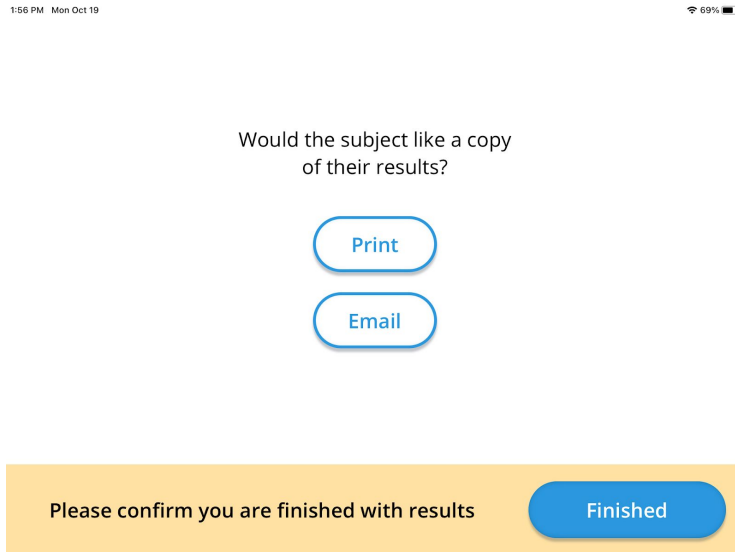 1:56 PM Mon Oct 19 69%
Would the subject like a copy
of their results?
Print
Email
Please confirm you are finished with results Finished